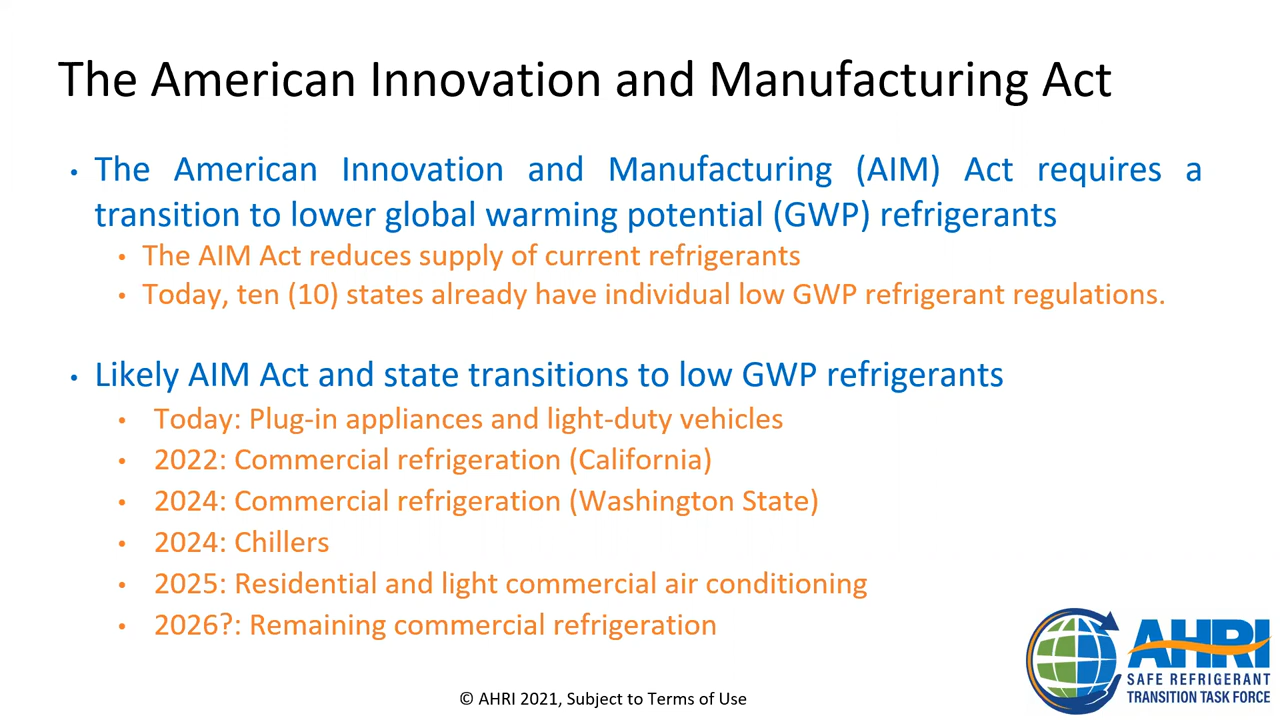 The American Innovation and Manufacturing Act
• The American Innovation and Manufacturing (AIM) Act requires a
transition to lower global warming potential (GWP) refrigerants
• The AIM Act reduces supply of current refrigerants
• Today, ten (10) states already have individual low GWP refrigerant regulations.
• Likely AIM Act and state transitions to low GWP refrigerants
• Today: Plug-in appliances and light-duty vehicles
• 2022: Commercial refrigeration (California)
• 2024: Commercial refrigeration (Washington State)
• 2024: Chillers
• 2025: Residential and light commercial air conditioning
• 2026?: Remaining commercial refrigeration
AHRI
SAFE REFRIGERANT
TRANSITION TASK FORCE
© AHRI 2021, Subject to Terms of Use